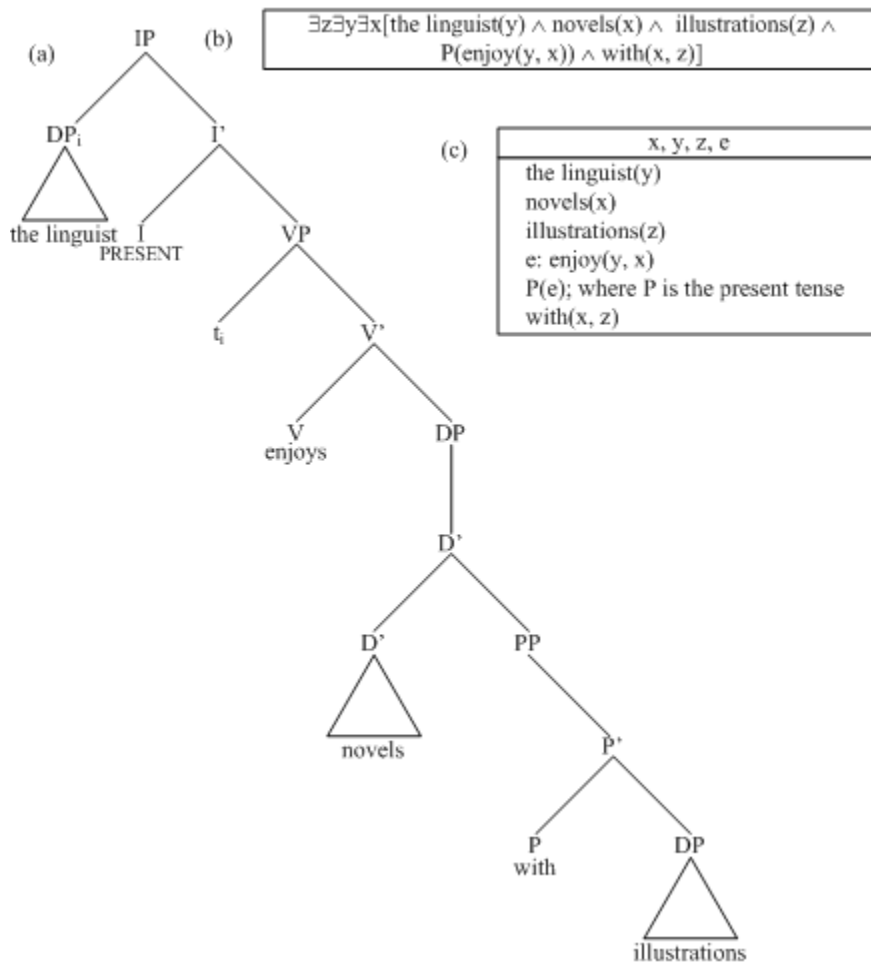 (a)
IP
(b)
∃z∃y∃x[the linguist(y) ∧ novels(x) ∧ illustrations(z) ∧
P(enjoy(y, x)) ∧ with(x, z)]
DPi
I’
(c)
x, y, z, e
the linguist(y)
novels(x)
illustrations(z)
e: enjoy(y, x)
P(e); where P is the present tense
with(x, z)
the linguist
I
PRESENT
VP
ti
V’
V
enjoys
DP
D’
D’
novels
PP
P’
P
with
DP
illustrations